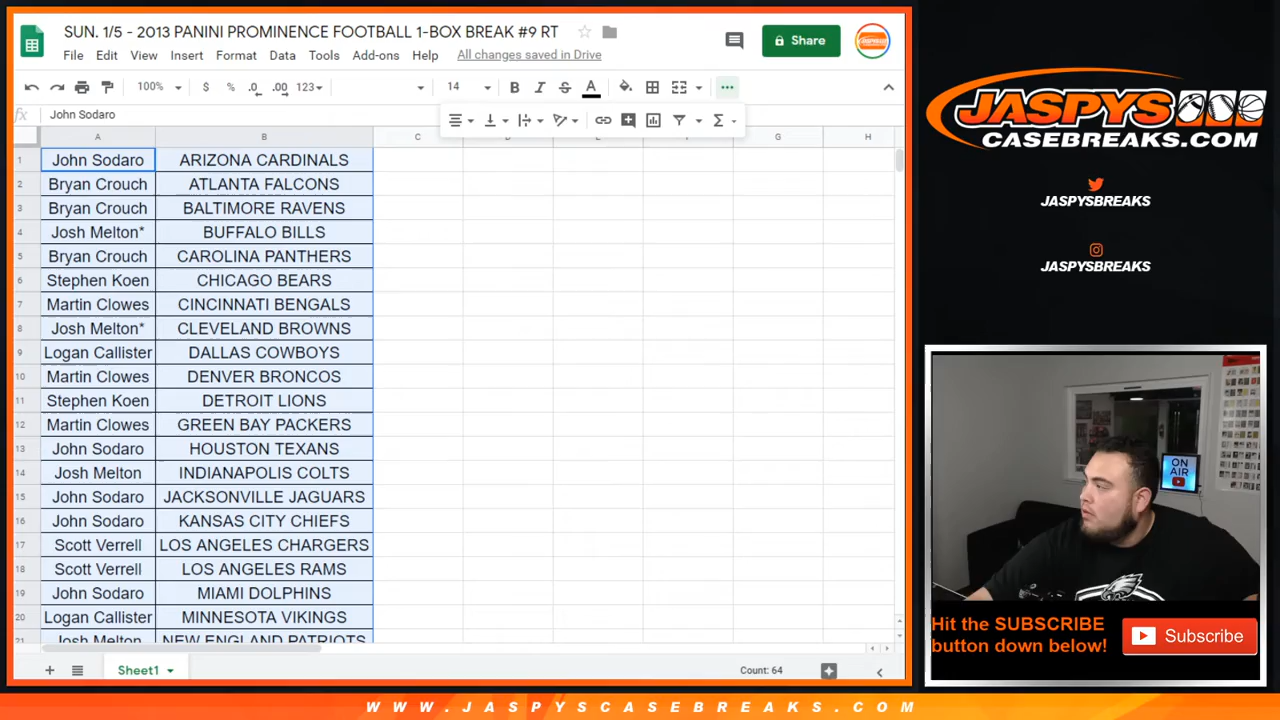 SUN. 1/5 - 2013 PANINI PROMINENCE FOOTBALL 1-BOX BREAK #9 RT
File Edit View Insert Format Data Tools Add-ons Help All changes saved in Drive
Share
100% $ % .0 .00 123 14 B I S A
fx John Sodaro
A B C G H
1 John Sodaro ARIZONA CARDINALS
2 Bryan Crouch ATLANTA FALCONS
3 Bryan Crouch BALTIMORE RAVENS
4 Josh Melton* BUFFALO BILLS
5 Bryan Crouch CAROLINA PANTHERS
6 Stephen Koen CHICAGO BEARS
7 Martin Clowes CINCINNATI BENGALS
8 Josh Melton* CLEVELAND BROWNS
9 Logan Callister DALLAS COWBOYS
10 Martin Clowes DENVER BRONCOS
11 Stephen Koen DETROIT LIONS
12 Martin Clowes GREEN BAY PACKERS
13 John Sodaro HOUSTON TEXANS
14 Josh Melton INDIANAPOLIS COLTS
15 John Sodaro JACKSONVILLE JAGUARS
16 John Sodaro KANSAS CITY CHIEFS
17 Scott Verrell LOS ANGELES CHARGERS
18 Scott Verrell LOS ANGELES RAMS
19 John Sodaro MIAMI DOLPHINS
20 Logan Callister MINNESOTA VIKINGS
21 Josh Melton NEW ENGLAND PATRIOTS
Sheet1
Count: 64
JASPYS
CASEBREAKS.COM
JASPYSBREAKS
JASPYSBREAKS
ON
AIR
Hit the SUBSCRIBE
button down below!
Subscribe
WWW.JASPYSCASEBREAKS.COM